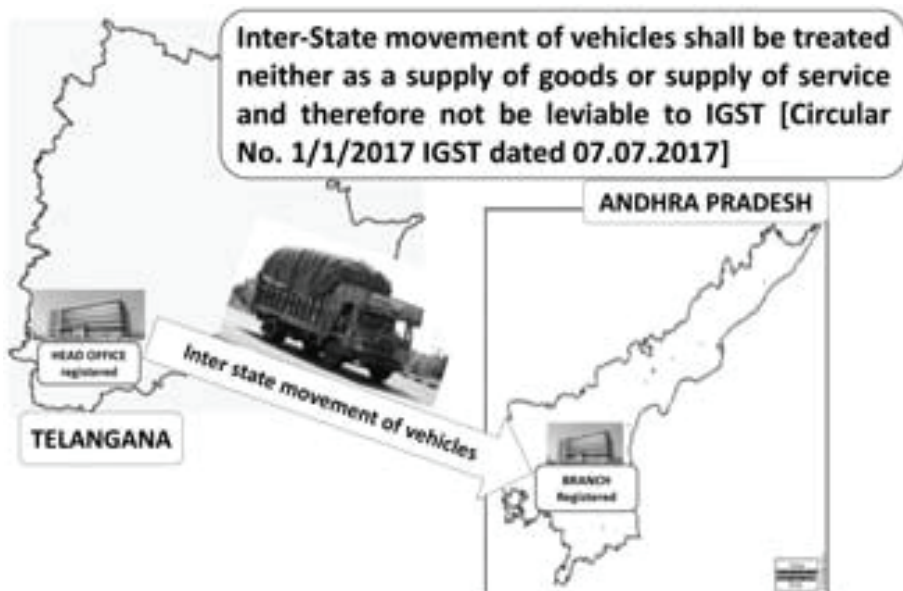 Inter-State movement of vehicles shall be treated
neither as a supply of goods or supply of service
and therefore not be leviable to IGST [Circular
No. 1/1/2017 IGST dated 07.07.2017]
ANDHRA PRADESH
HEAD OFFICE
registered
Inter state movement of vehicles
TELANGANA
BRANCH
Registered